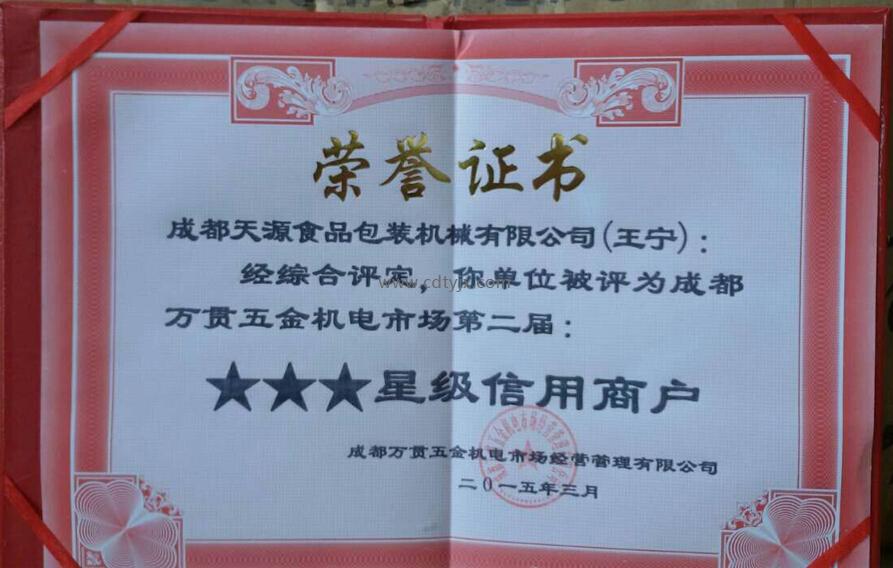 荣誉证书
成都天源食品包装机械有限公司(王宁):
经综合评定,你单位被评为成都
万贯五金机电市场第二届:
★★★星级信用商户
成都万贯五金机电市场经营管理有限公司
二0一五年三月